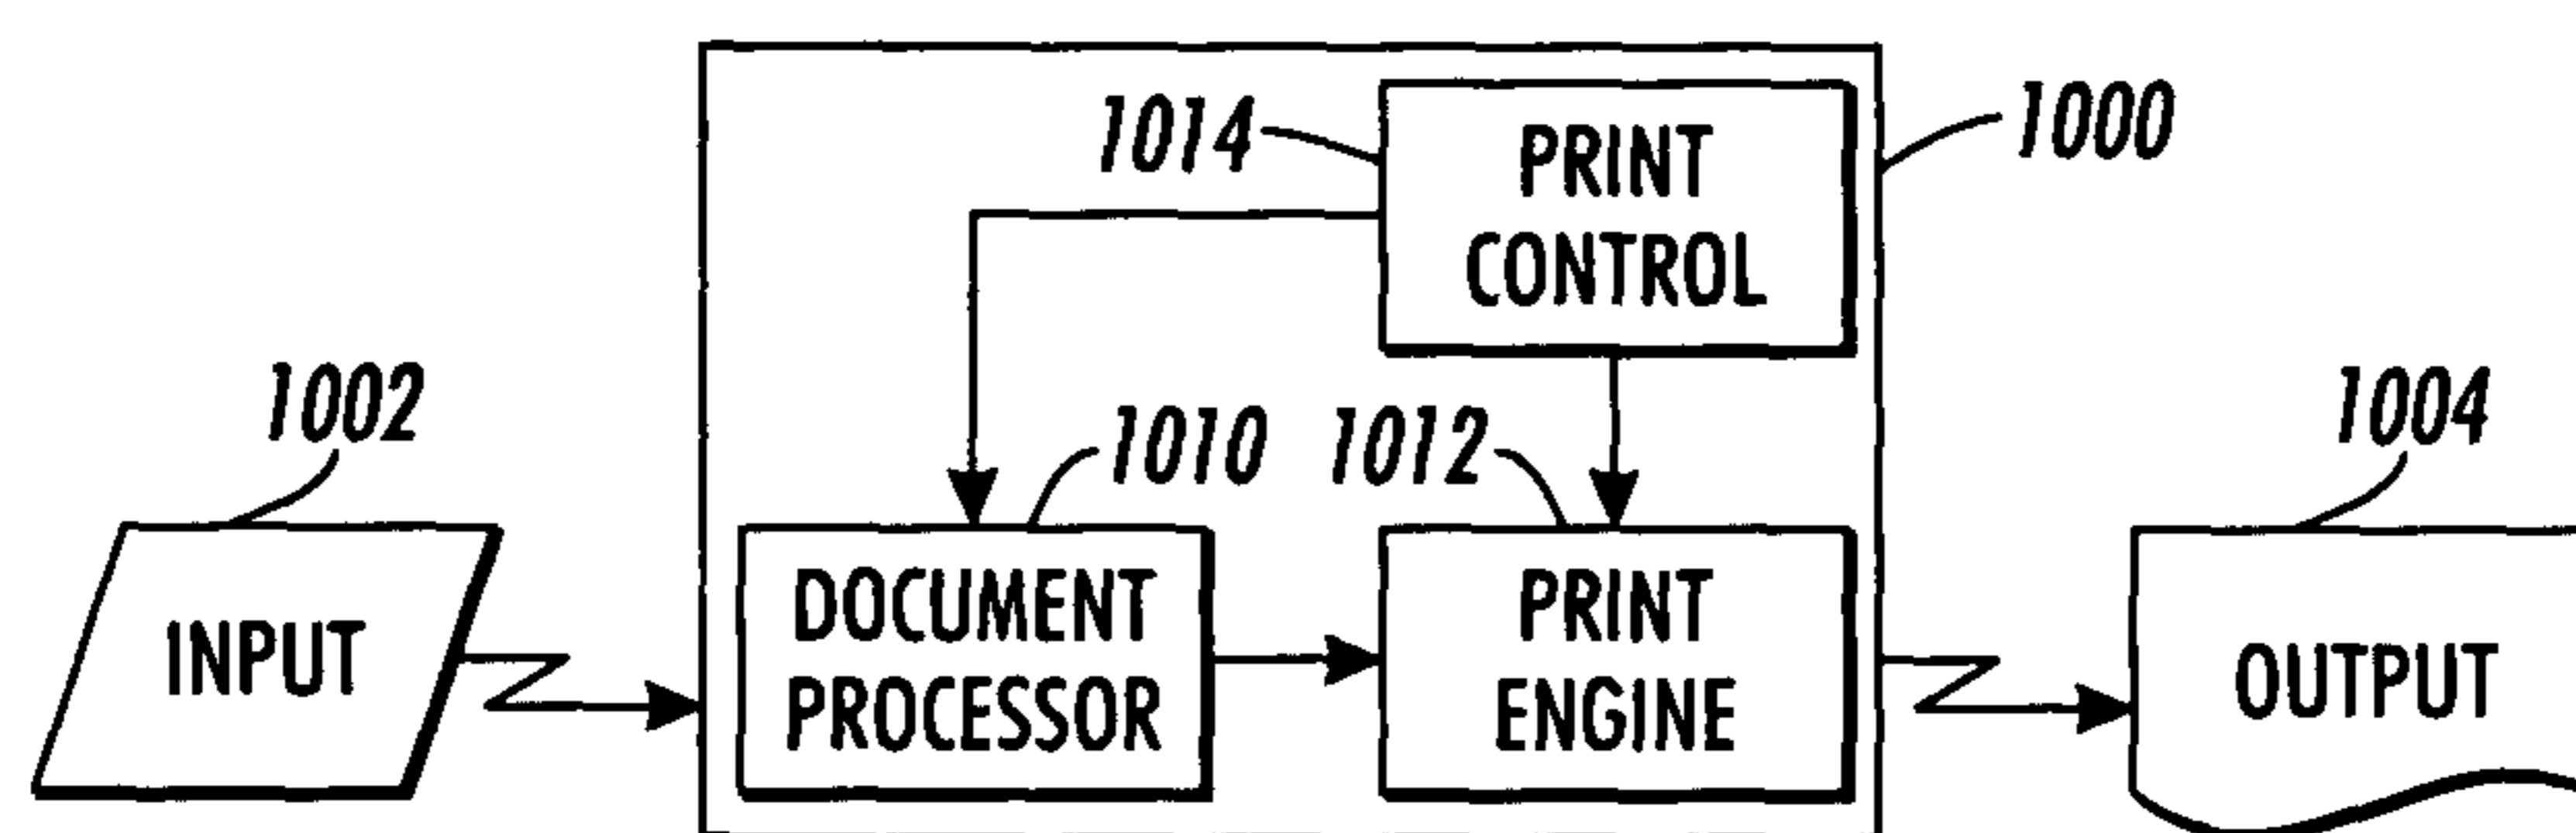 1014
PRINT
CONTROL
1000
1002
1010
1012
1004
INPUT
DOCUMENT
PROCESSOR
PRINT
ENGINE
OUTPUT